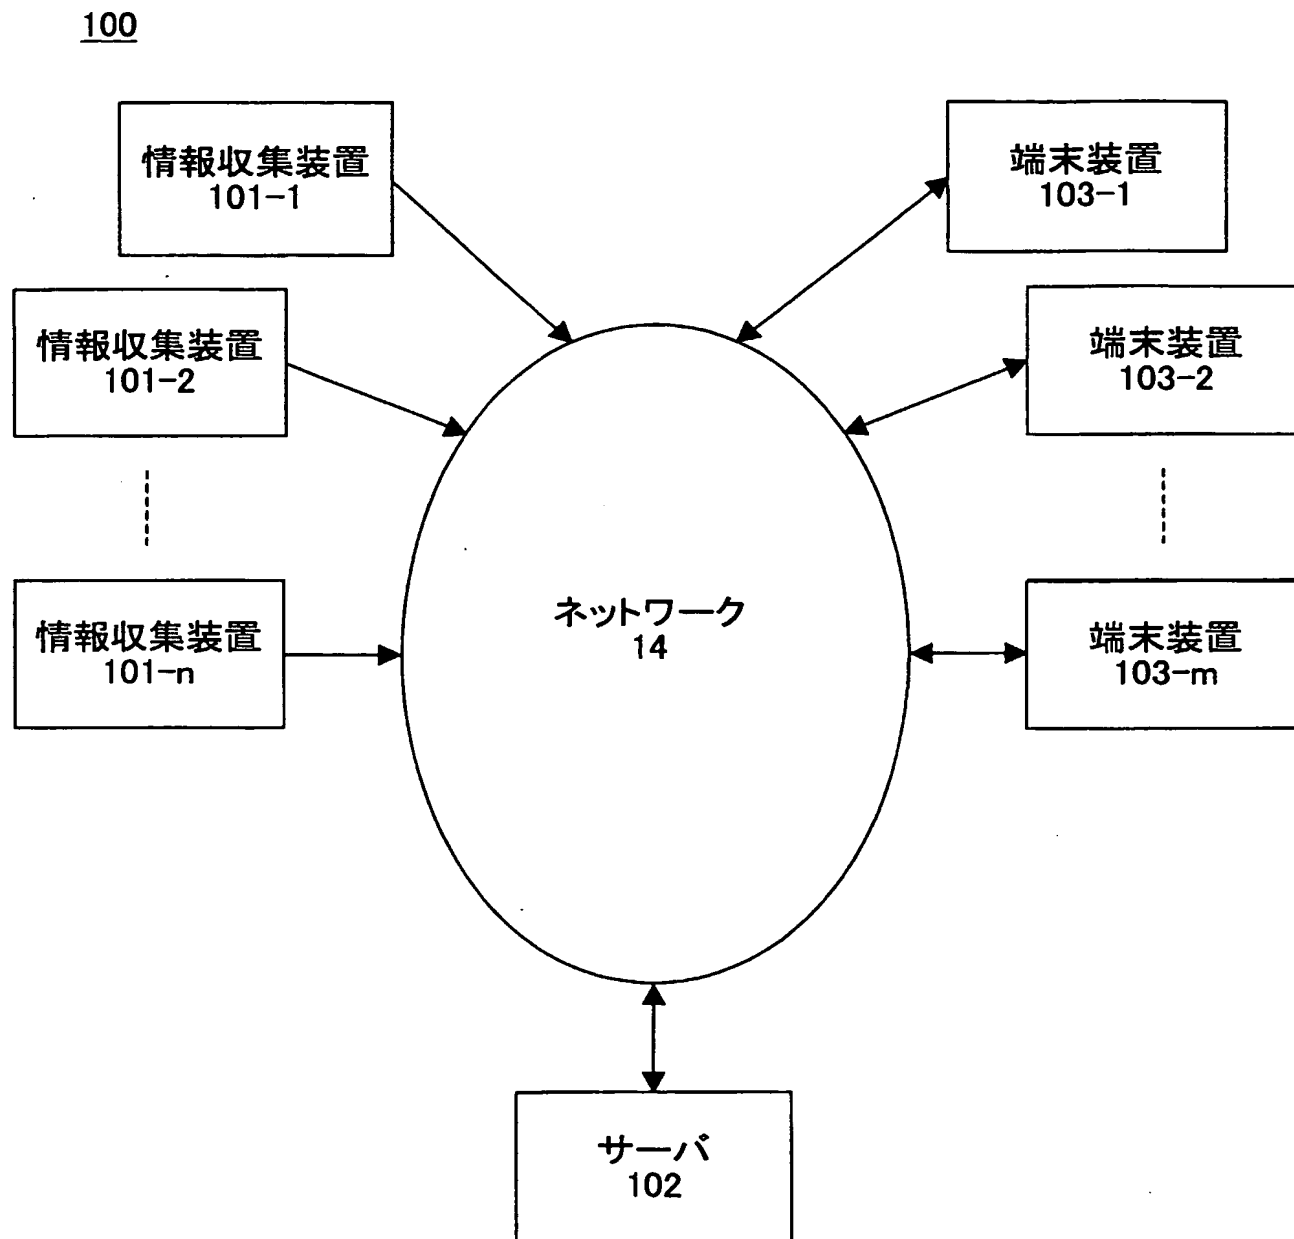 100
情報収集装置
101-1
情報収集装置
101-2
情報収集装置
101-n
端末装置
103-1
端末装置
103-2
端末装置
103-m
ネットワーク
14
サーバ
102